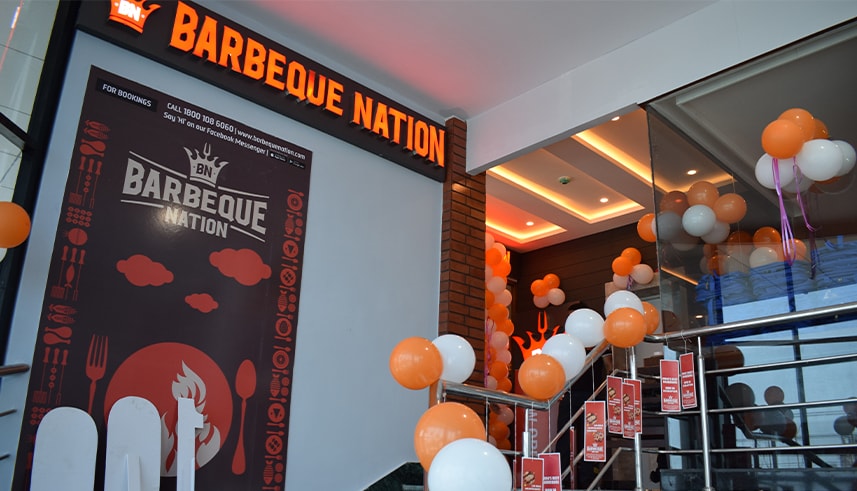 BN
BARBEQUE NATION
FOR BOOKINGS
CALL 1800 108 6060 | www.barbequenation.com
Say 'Hi' on our Facebook Messenger |
BN
BARBEQUE
NATION